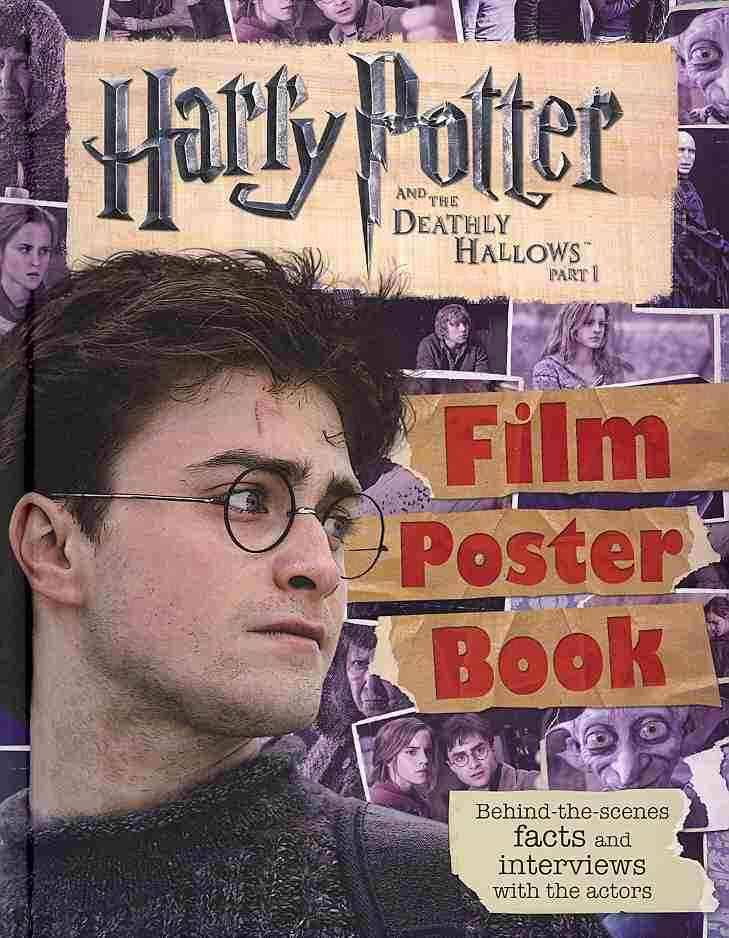 Harry Potter
AND THE
DEATHLY
HALLOWS™
PART 1
Film
Poster
Book
Behind-the-scenes
facts and
interviews
with the actors